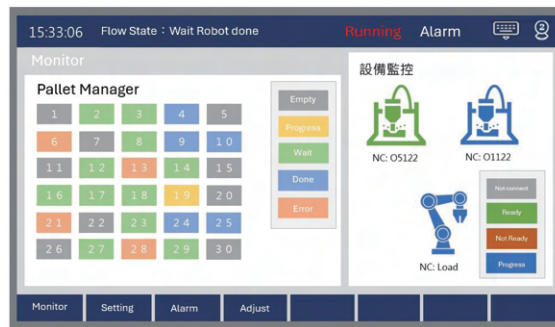 15:33:06 Flow State：Wait Robot done Running Alarm 2
Monitor
Pallet Manager
1 2 3 4 5
6 7 8 9 10
11 12 13 14 15
16 17 18 19 20
21 22 23 24 25
26 27 28 29 30
Empty
Progress
Wait
Done
Error
設備監控
NC: O5122 NC: O1122
NC: Load
Not connect
Ready
Not Ready
Progress
Monitor Setting Alarm Adjust